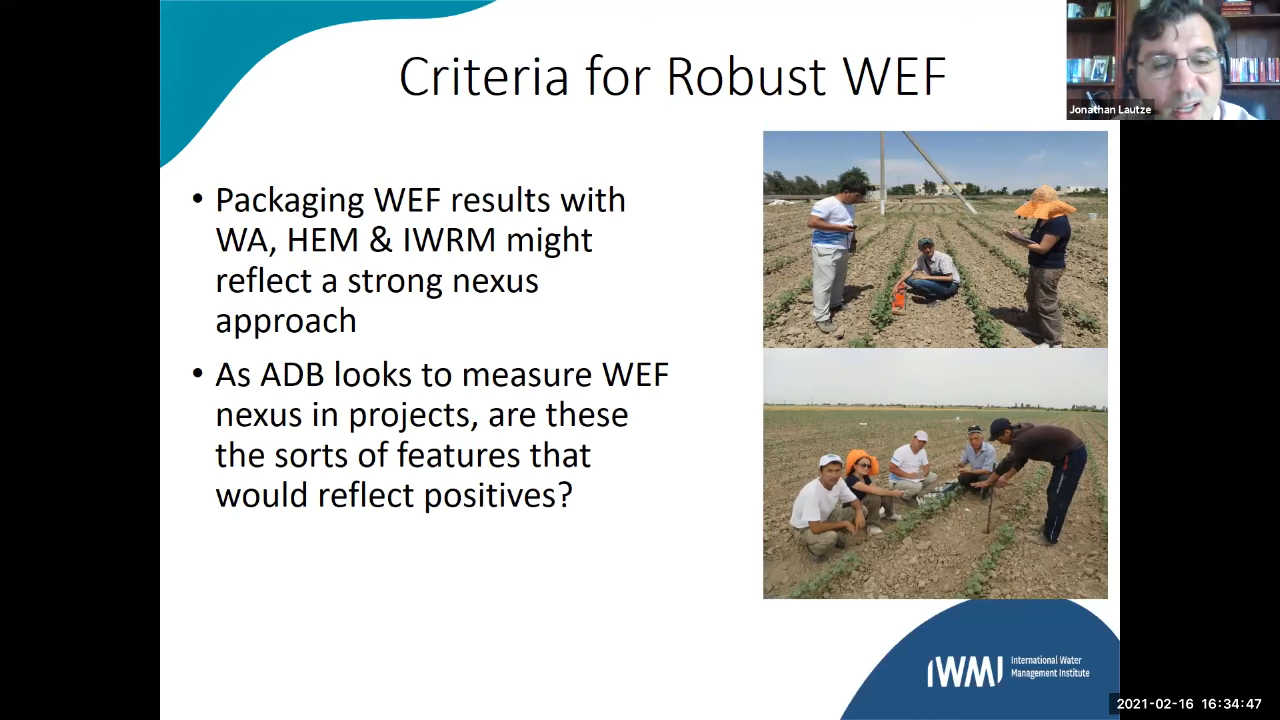 Criteria for Robust WEF
Jonathan Lautze
• Packaging WEF results with
WA, HEM & IWRM might
reflect a strong nexus
approach
• As ADB looks to measure WEF
nexus in projects, are these
the sorts of features that
would reflect positives?
IWMI
International Water
Management Institute
2021-02-16 16:34:47